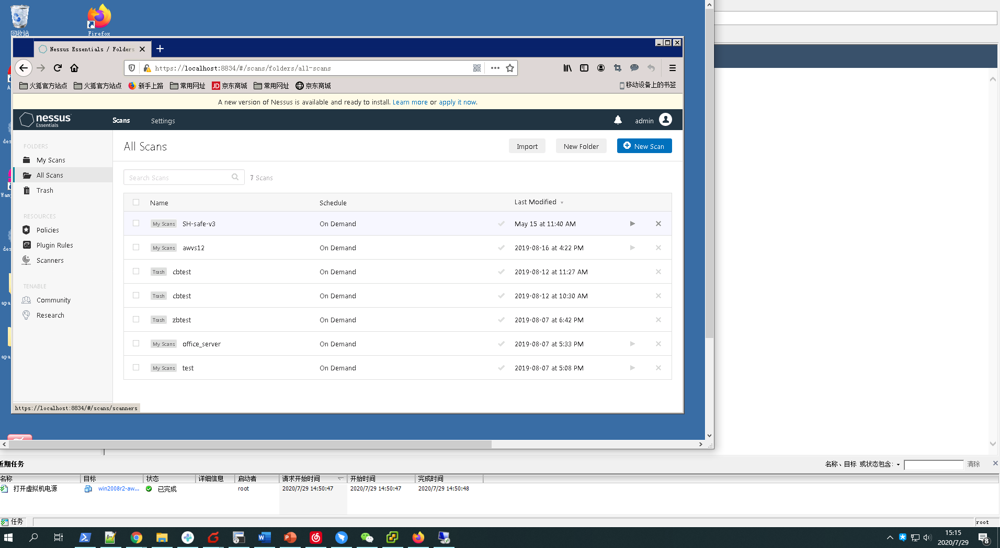 回收站
Firefox
Nessus Essentials / Folders
https://localhost:8834/#/scans/folders/all-scans
火狐官方站点 火狐官方站点 新手上路 常用网址 JD 京东商城 常用网址 京东商城 移动设备上的书签
A new version of Nessus is available and ready to install. Learn more or apply it now.
nessus Essentials
Scans Settings admin
FOLDERS
My Scans
All Scans
Trash
RESOURCES
Policies
Plugin Rules
Scanners
TENABLE
Community
Research
All Scans Import New Folder New Scan
Search Scans 7 Scans
Name Schedule Last Modified
My Scans SH-safe-v3 On Demand May 15 at 11:40 AM
My Scans awvs12 On Demand 2019-08-16 at 4:22 PM
Trash cbtest On Demand 2019-08-12 at 11:27 AM
Trash cbtest On Demand 2019-08-12 at 10:30 AM
Trash zbtest On Demand 2019-08-07 at 6:42 PM
My Scans office_server On Demand 2019-08-07 at 5:33 PM
My Scans test On Demand 2019-08-07 at 5:08 PM
https://localhost:8834/#/scans/scanners
des
Wam
des
apa
apa
近期任务 名称、目标 或状态包含: 清除
名称 目标 状态 详细信息 启动者 请求开始时间 开始时间 完成时间
打开虚拟机电源 win2008r2-aw... 已完成 root 2020/7/29 14:50:47 2020/7/29 14:50:47 2020/7/29 14:50:48
任务 root
15:15
2020/7/29
8